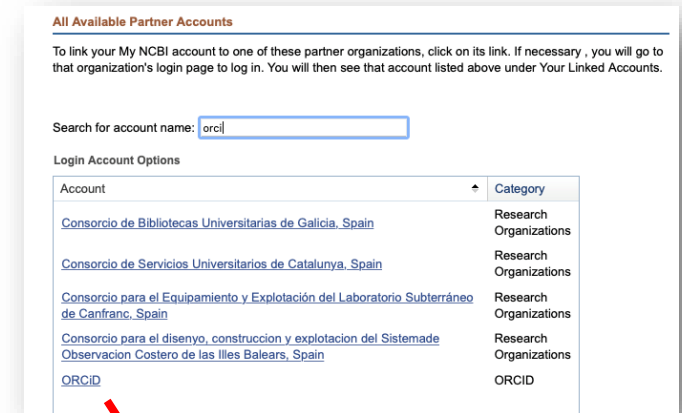 All Available Partner Accounts
To link your My NCBI account to one of these partner organizations, click on its link. If necessary , you will go to
that organization's login page to log in. You will then see that account listed above under Your Linked Accounts.
Search for account name: orci
Login Account Options
Account Category
Consorcio de Bibliotecas Universitarias de Galicia, Spain Research
Organizations
Consorcio de Servicios Universitarios de Catalunya, Spain Research
Organizations
Consorcio para el Equipamiento y Explotación del Laboratorio Subterráneo Research
de Canfranc, Spain Organizations
Consorcio para el disenyo, construccion y explotacion del Sistemade Research
Observacion Costero de las Illes Balears, Spain Organizations
ORCiD ORCID